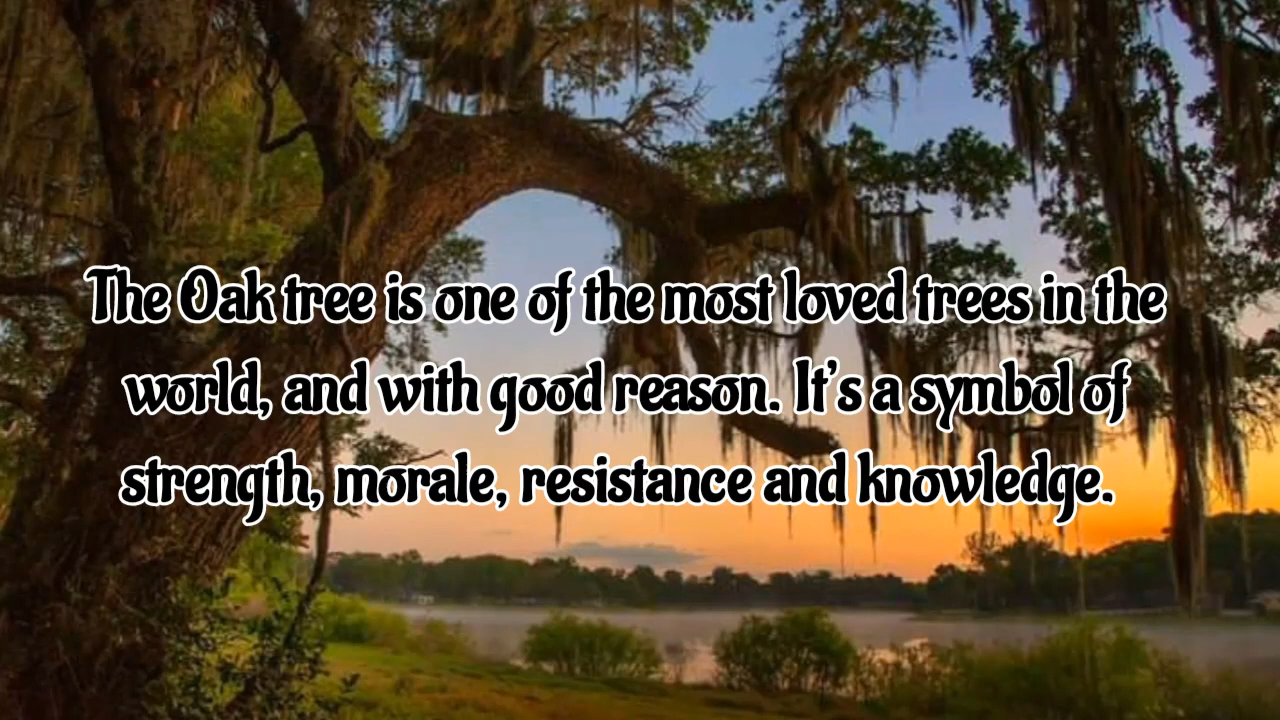 The Oak tree is one of the most loved trees in the
world, and with good reason. It's a symbol of
strength, morale, resistance and knowledge.